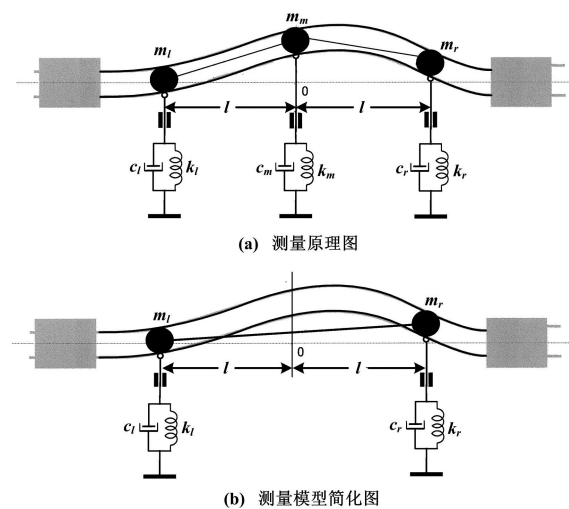 m_l m_m m_r
0
l l
c_l k_l c_m k_m c_r k_r
(a) 测量原理图
m_l m_r
0
l l
c_l k_l c_r k_r
(b) 测量模型简化图